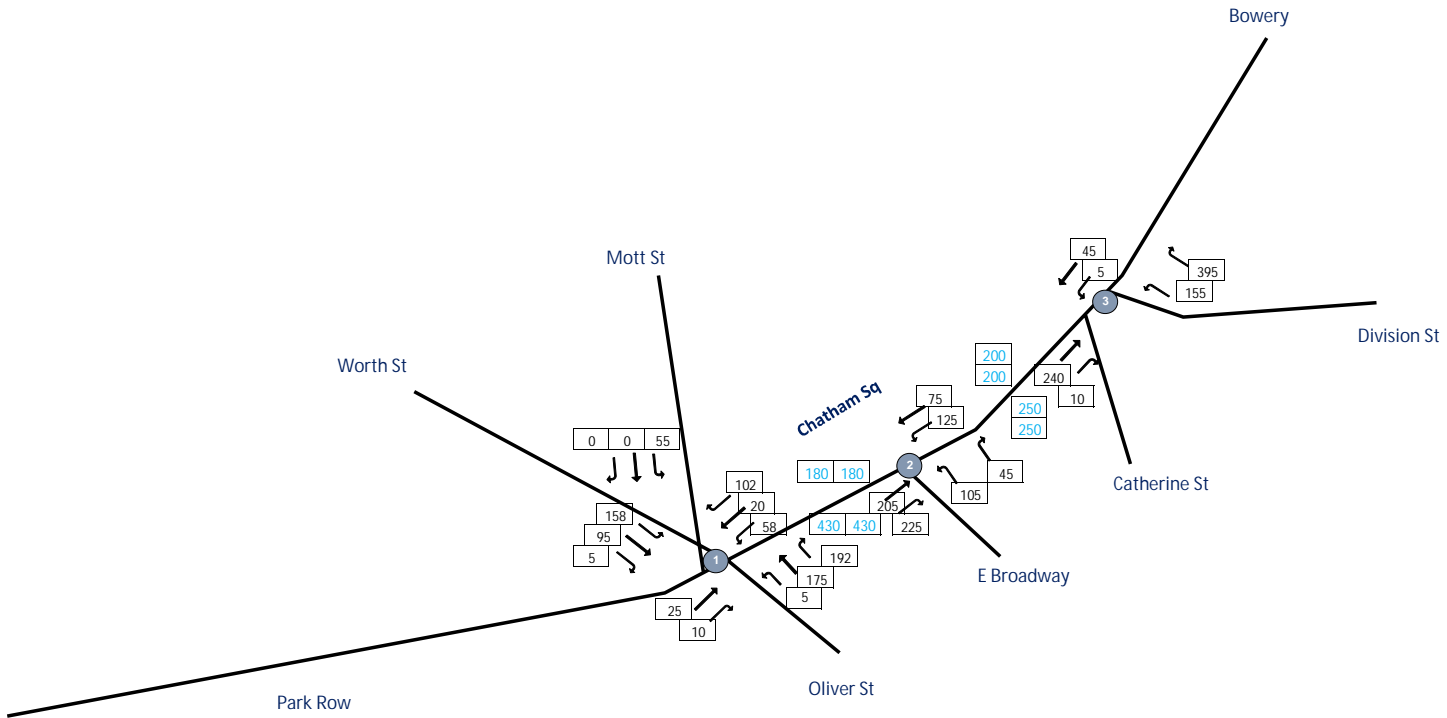 Bowery
Mott St
45
5
395
155
Division St
Worth St
200
200
240
10
Chatham Sq
75
125
250
250
0 0 55
180 180
2
45
105
Catherine St
3
102
20
58
205
430 430 225
158
95
5
1
192
175
5
E Broadway
25
10
Oliver St
Park Row